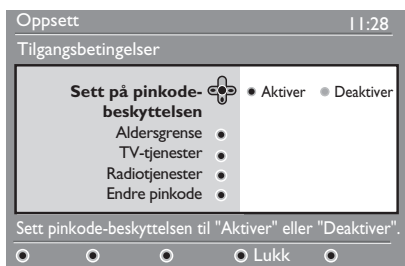 Oppsett 11:28
Tilgangsbetingelser
Sett på pinkode-
beskyttelsen
Aktiver Deaktiver
Aldersgrense
TV-tjenester
Radiotjenester
Endre pinkode
Sett pinkode-beskyttelsen til "Aktiver" eller "Deaktiver".
Lukk